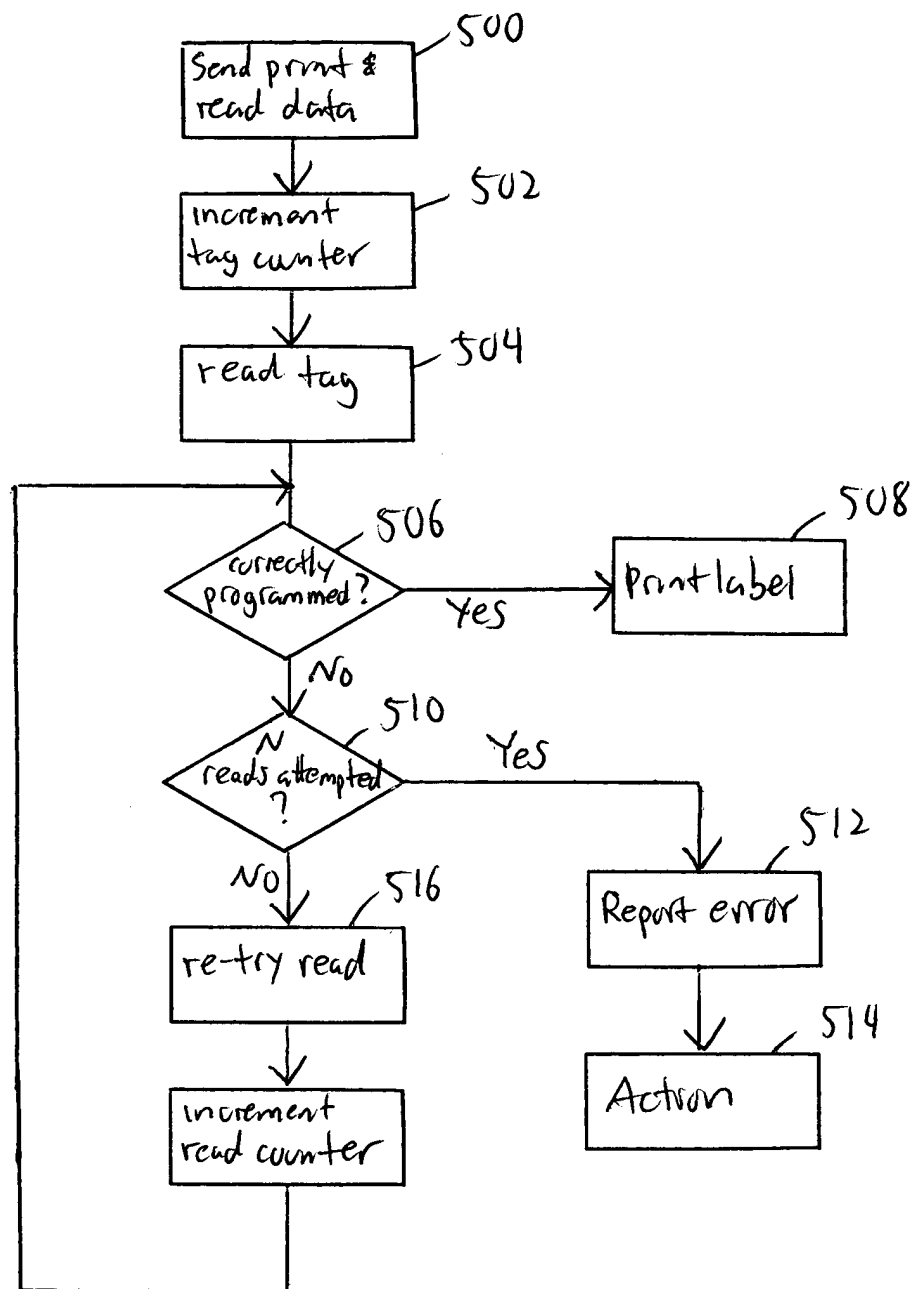 500
Send print &
read data
502
increment
tag counter
504
read tag
506
correctly
programmed?
Yes
508
Print label
No
510
N
reads attempted
?
Yes
512
Report error
514
Action
No
516
re-try read
increment
read counter